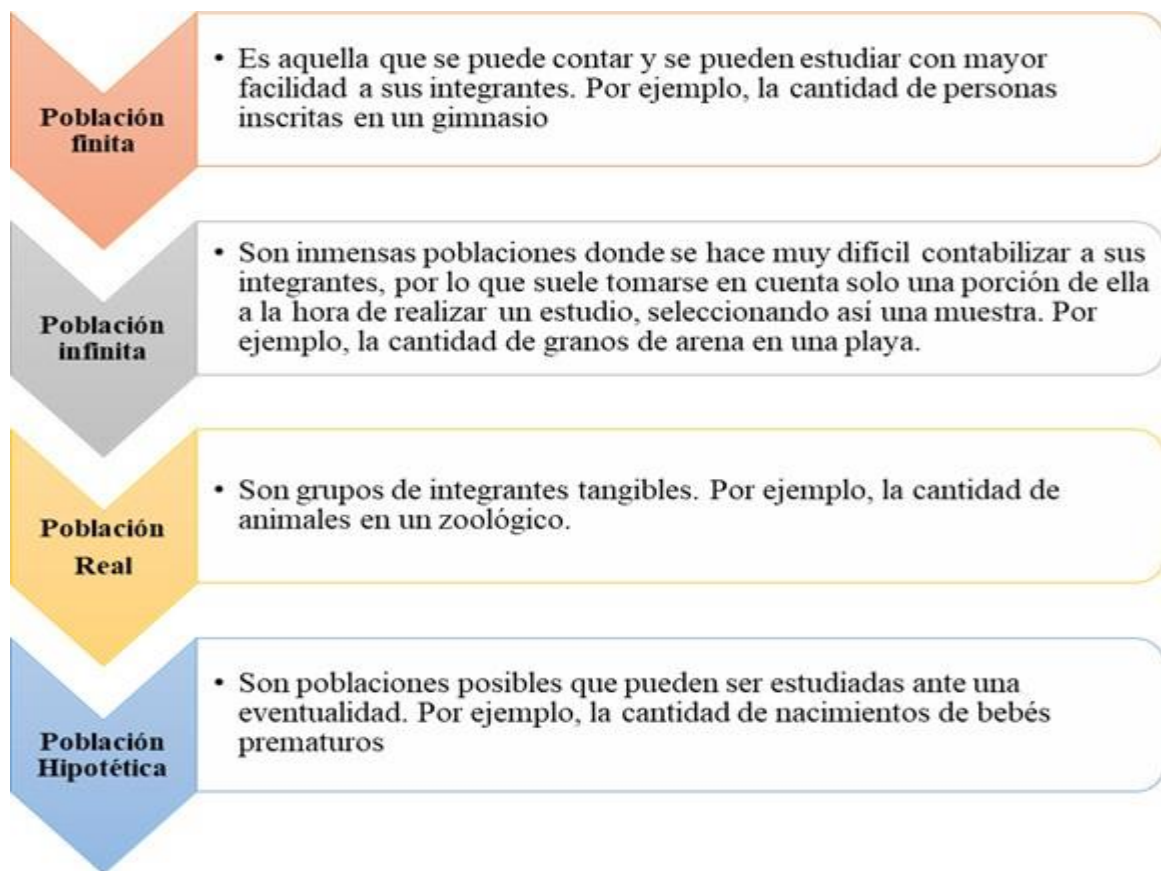 Población
finita
• Es aquella que se puede contar y se pueden estudiar con mayor
facilidad a sus integrantes. Por ejemplo, la cantidad de personas
inscritas en un gimnasio
Población
infinita
• Son inmensas poblaciones donde se hace muy difícil contabilizar a sus
integrantes, por lo que suele tomarse en cuenta solo una porción de ella
a la hora de realizar un estudio, seleccionando así una muestra. Por
ejemplo, la cantidad de granos de arena en una playa.
Población
Real
• Son grupos de integrantes tangibles. Por ejemplo, la cantidad de
animales en un zoológico.
Población
Hipotética
• Son poblaciones posibles que pueden ser estudiadas ante una
eventualidad. Por ejemplo, la cantidad de nacimientos de bebés
prematuros